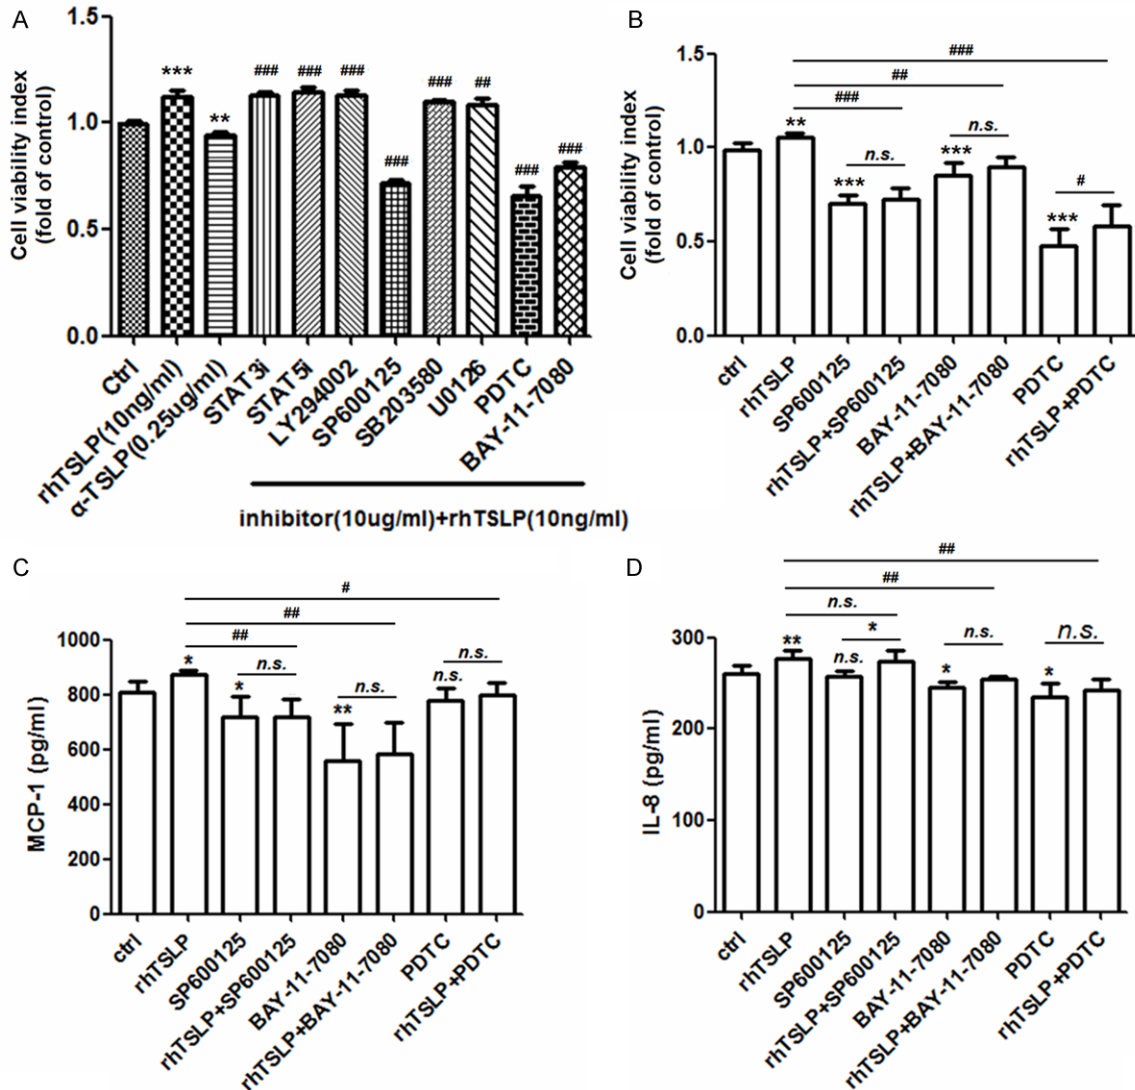 A
Cell viability index
(fold of control)
1.5
1.0
0.5
0.0
***
**
###
###
###
###
###
##
###
###
Ctrl
rhTSLP(10ng/ml)
α-TSLP(0.25ug/ml)
STAT3i
STAT5i
LY294002
SP600125
SB203580
U0126
PDTC
BAY-11-7080
inhibitor(10ug/ml)+rhTSLP(10ng/ml)
B
Cell viability index
(fold of control)
1.5
1.0
0.5
0.0
###
##
###
**
n.s.
***
n.s.
***
#
***
ctrl
rhTSLP
SP600125
rhTSLP+SP600125
BAY-11-7080
rhTSLP+BAY-11-7080
PDTC
rhTSLP+PDTC
C
MCP-1 (pg/ml)
1000
800
600
400
200
0
#
##
##
*
n.s.
*
n.s.
**
n.s.
n.s.
ctrl
rhTSLP
SP600125
rhTSLP+SP600125
BAY-11-7080
rhTSLP+BAY-11-7080
PDTC
rhTSLP+PDTC
D
IL-8 (pg/ml)
300
200
100
0
##
##
n.s.
**
*
n.s.
n.s.
*
n.s.
*
ctrl
rhTSLP
SP600125
rhTSLP+SP600125
BAY-11-7080
rhTSLP+BAY-11-7080
PDTC
rhTSLP+PDTC